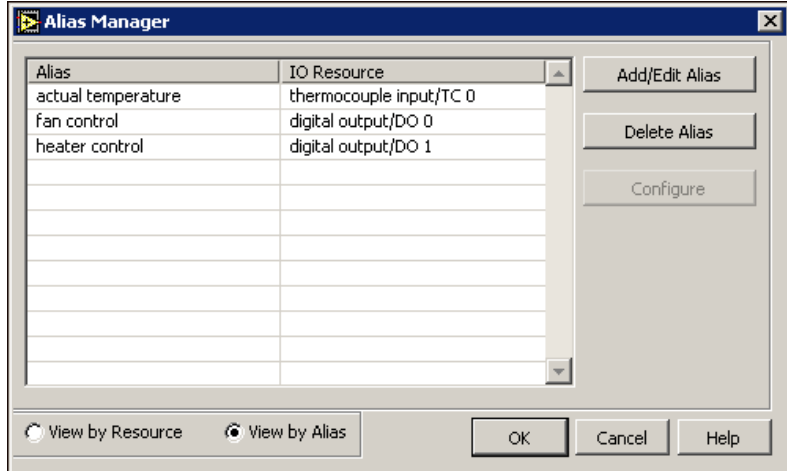 Alias Manager
Alias IO Resource
actual temperature thermocouple input/TC 0
fan control digital output/DO 0
heater control digital output/DO 1
Add/Edit Alias
Delete Alias
Configure
View by Resource View by Alias
OK Cancel Help